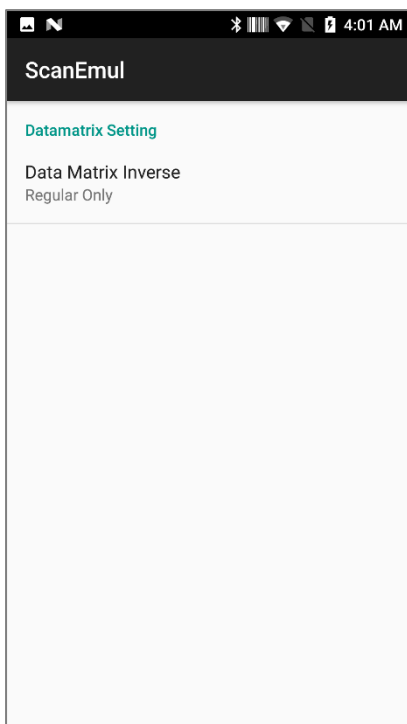 4:01 AM
ScanEmul
Datamatrix Setting
Data Matrix Inverse
Regular Only